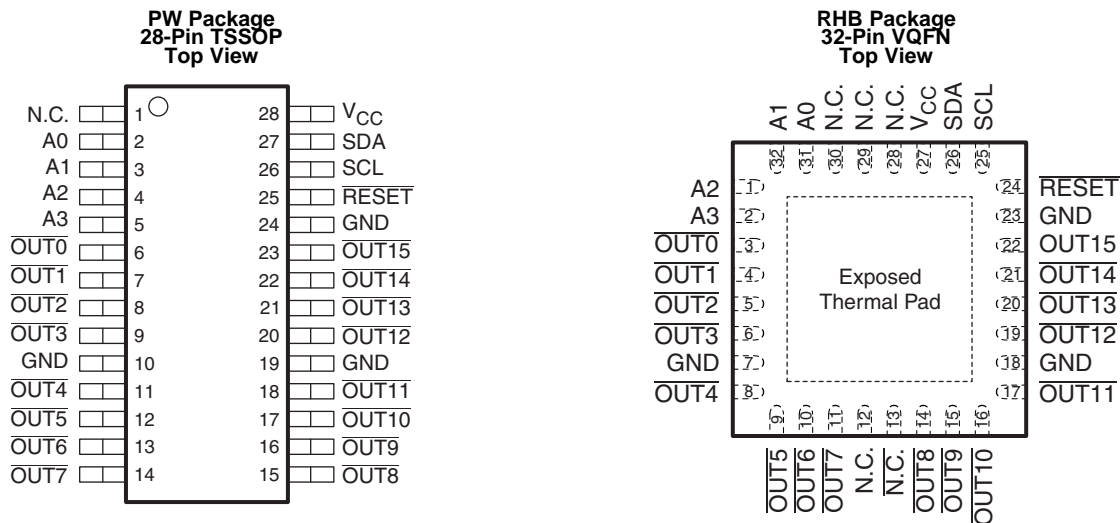 PW Package
28-Pin TSSOP
Top View
N.C. 1 28 VCC
A0 2 27 SDA
A1 3 26 SCL
A2 4 25 RESET
A3 5 24 GND
OUT0 6 23 OUT15
OUT1 7 22 OUT14
OUT2 8 21 OUT13
OUT3 9 20 OUT12
GND 10 19 GND
OUT4 11 18 OUT11
OUT5 12 17 OUT10
OUT6 13 16 OUT9
OUT7 14 15 OUT8
RHB Package
32-Pin VQFN
Top View
A1 A0 N.C. N.C. N.C. VCC SDA SCL
32 31 30 29 28 27 26 25
A2 1 24 RESET
A3 2 23 GND
OUT0 3 22 OUT15
OUT1 4 21 OUT14
OUT2 5 20 OUT13
OUT3 6 19 OUT12
GND 7 18 GND
OUT4 8 17 OUT11
Exposed
Thermal Pad
9 10 11 12 13 14 15 16
OUT5 OUT6 OUT7 N.C. N.C. OUT8 OUT9 OUT10